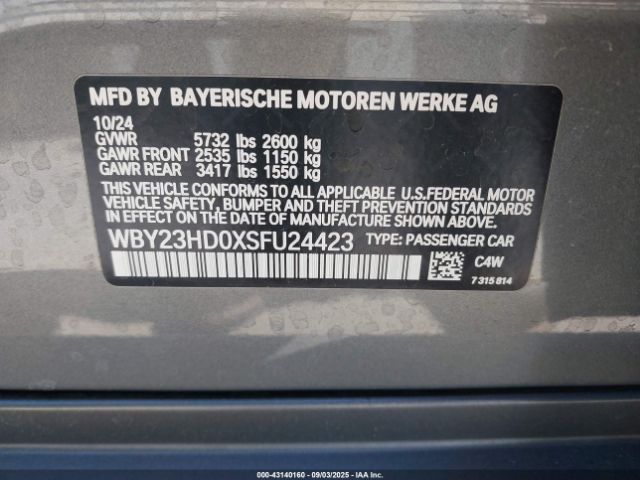 MFD BY BAYERISCHE MOTOREN WERKE AG
10/24
GVWR 5732 lbs 2600 kg
GAWR FRONT 2535 lbs 1150 kg
GAWR REAR 3417 lbs 1550 kg
THIS VEHICLE CONFORMS TO ALL APPLICABLE U.S.FEDERAL MOTOR
VEHICLE SAFETY, BUMPER AND THEFT PREVENTION STANDARDS
IN EFFECT ON THE DATE OF MANUFACTURE SHOWN ABOVE.
WBY23HD0XSFU24423 TYPE: PASSENGER CAR
C4W
7 315 814
000-43140160 - 09/03/2025 - IAA Inc.